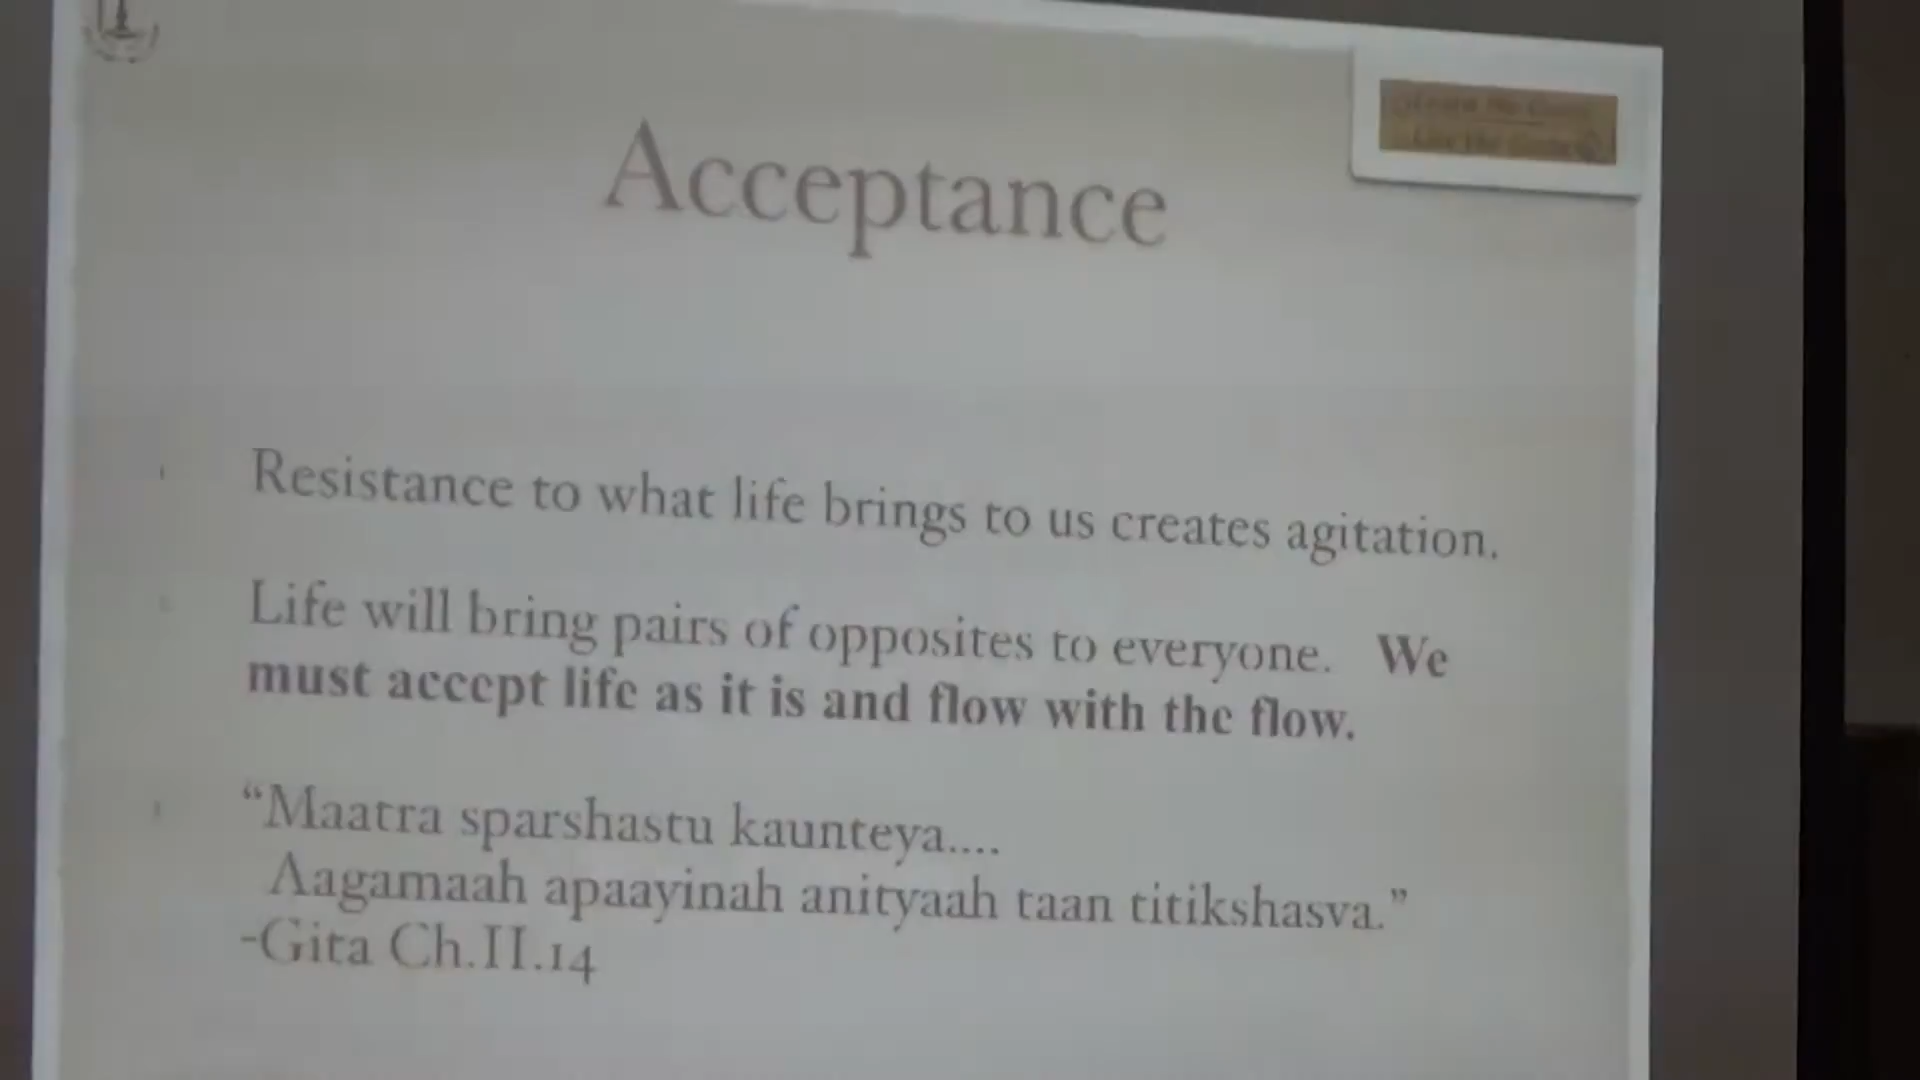 Acceptance
Resistance to what life brings to us creates agitation.
Life will bring pairs of opposites to everyone. We
must accept life as it is and flow with the flow.
“Maatra sparshastu kaunteya....
Aagamaah apaayinah anityaah taan titikshasva.”
-Gita Ch.II.14